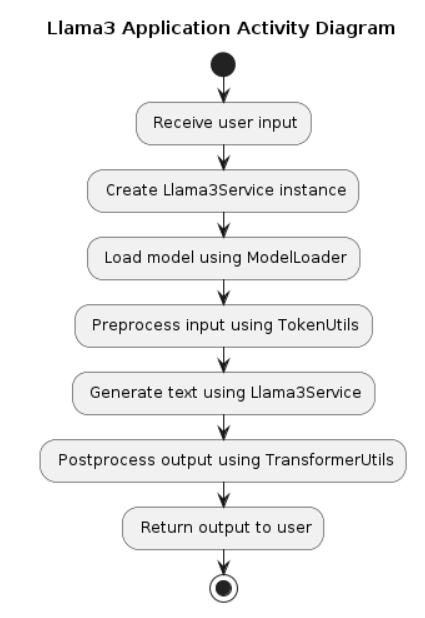 Llama3 Application Activity Diagram
Receive user input
Create Llama3Service instance
Load model using ModelLoader
Preprocess input using TokenUtils
Generate text using Llama3Service
Postprocess output using TransformerUtils
Return output to user